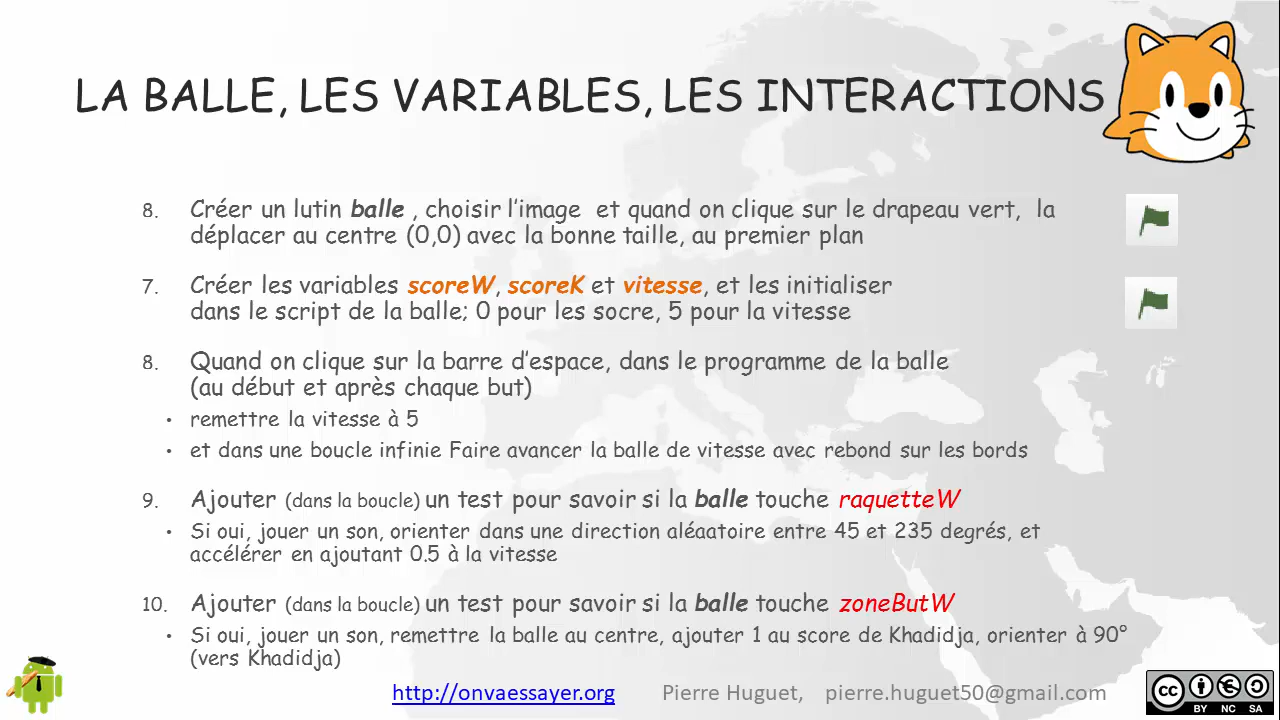 LA BALLE, LES VARIABLES, LES INTERACTIONS
8. Créer un lutin balle , choisir l'image et quand on clique sur le drapeau vert, la
déplacer au centre (0,0) avec la bonne taille, au premier plan
7. Créer les variables scoreW, scoreK et vitesse, et les initialiser
dans le script de la balle; 0 pour les socre, 5 pour la vitesse
8. Quand on clique sur la barre d'espace, dans le programme de la balle
(au début et après chaque but)
• remettre la vitesse à 5
• et dans une boucle infinie Faire avancer la balle de vitesse avec rebond sur les bords
9. Ajouter (dans la boucle) un test pour savoir si la balle touche raquetteW
• Si oui, jouer un son, orienter dans une direction aléaatoire entre 45 et 235 degrés, et
accélérer en ajoutant 0.5 à la vitesse
10. Ajouter (dans la boucle) un test pour savoir si la balle touche zoneButW
• Si oui, jouer un son, remettre la balle au centre, ajouter 1 au score de Khadidja, orienter à 90°
(vers Khadidja)
http://onvaessayer.org Pierre Huguet, pierre.huguet50@gmail.com
cc BY NC SA